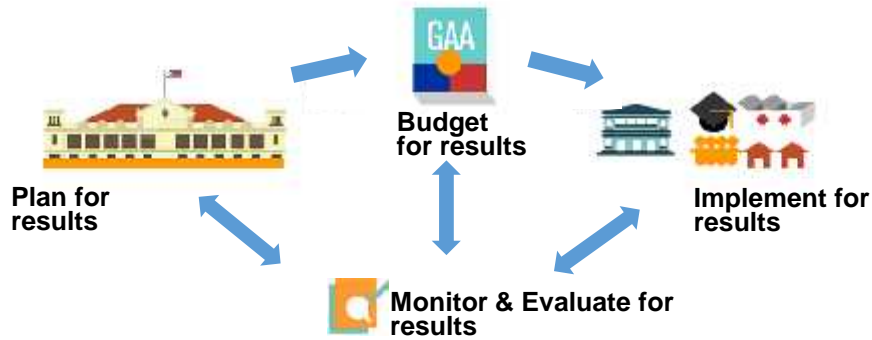 GAA
Budget
for results
Plan for
results
Implement for
results
Monitor & Evaluate for
results